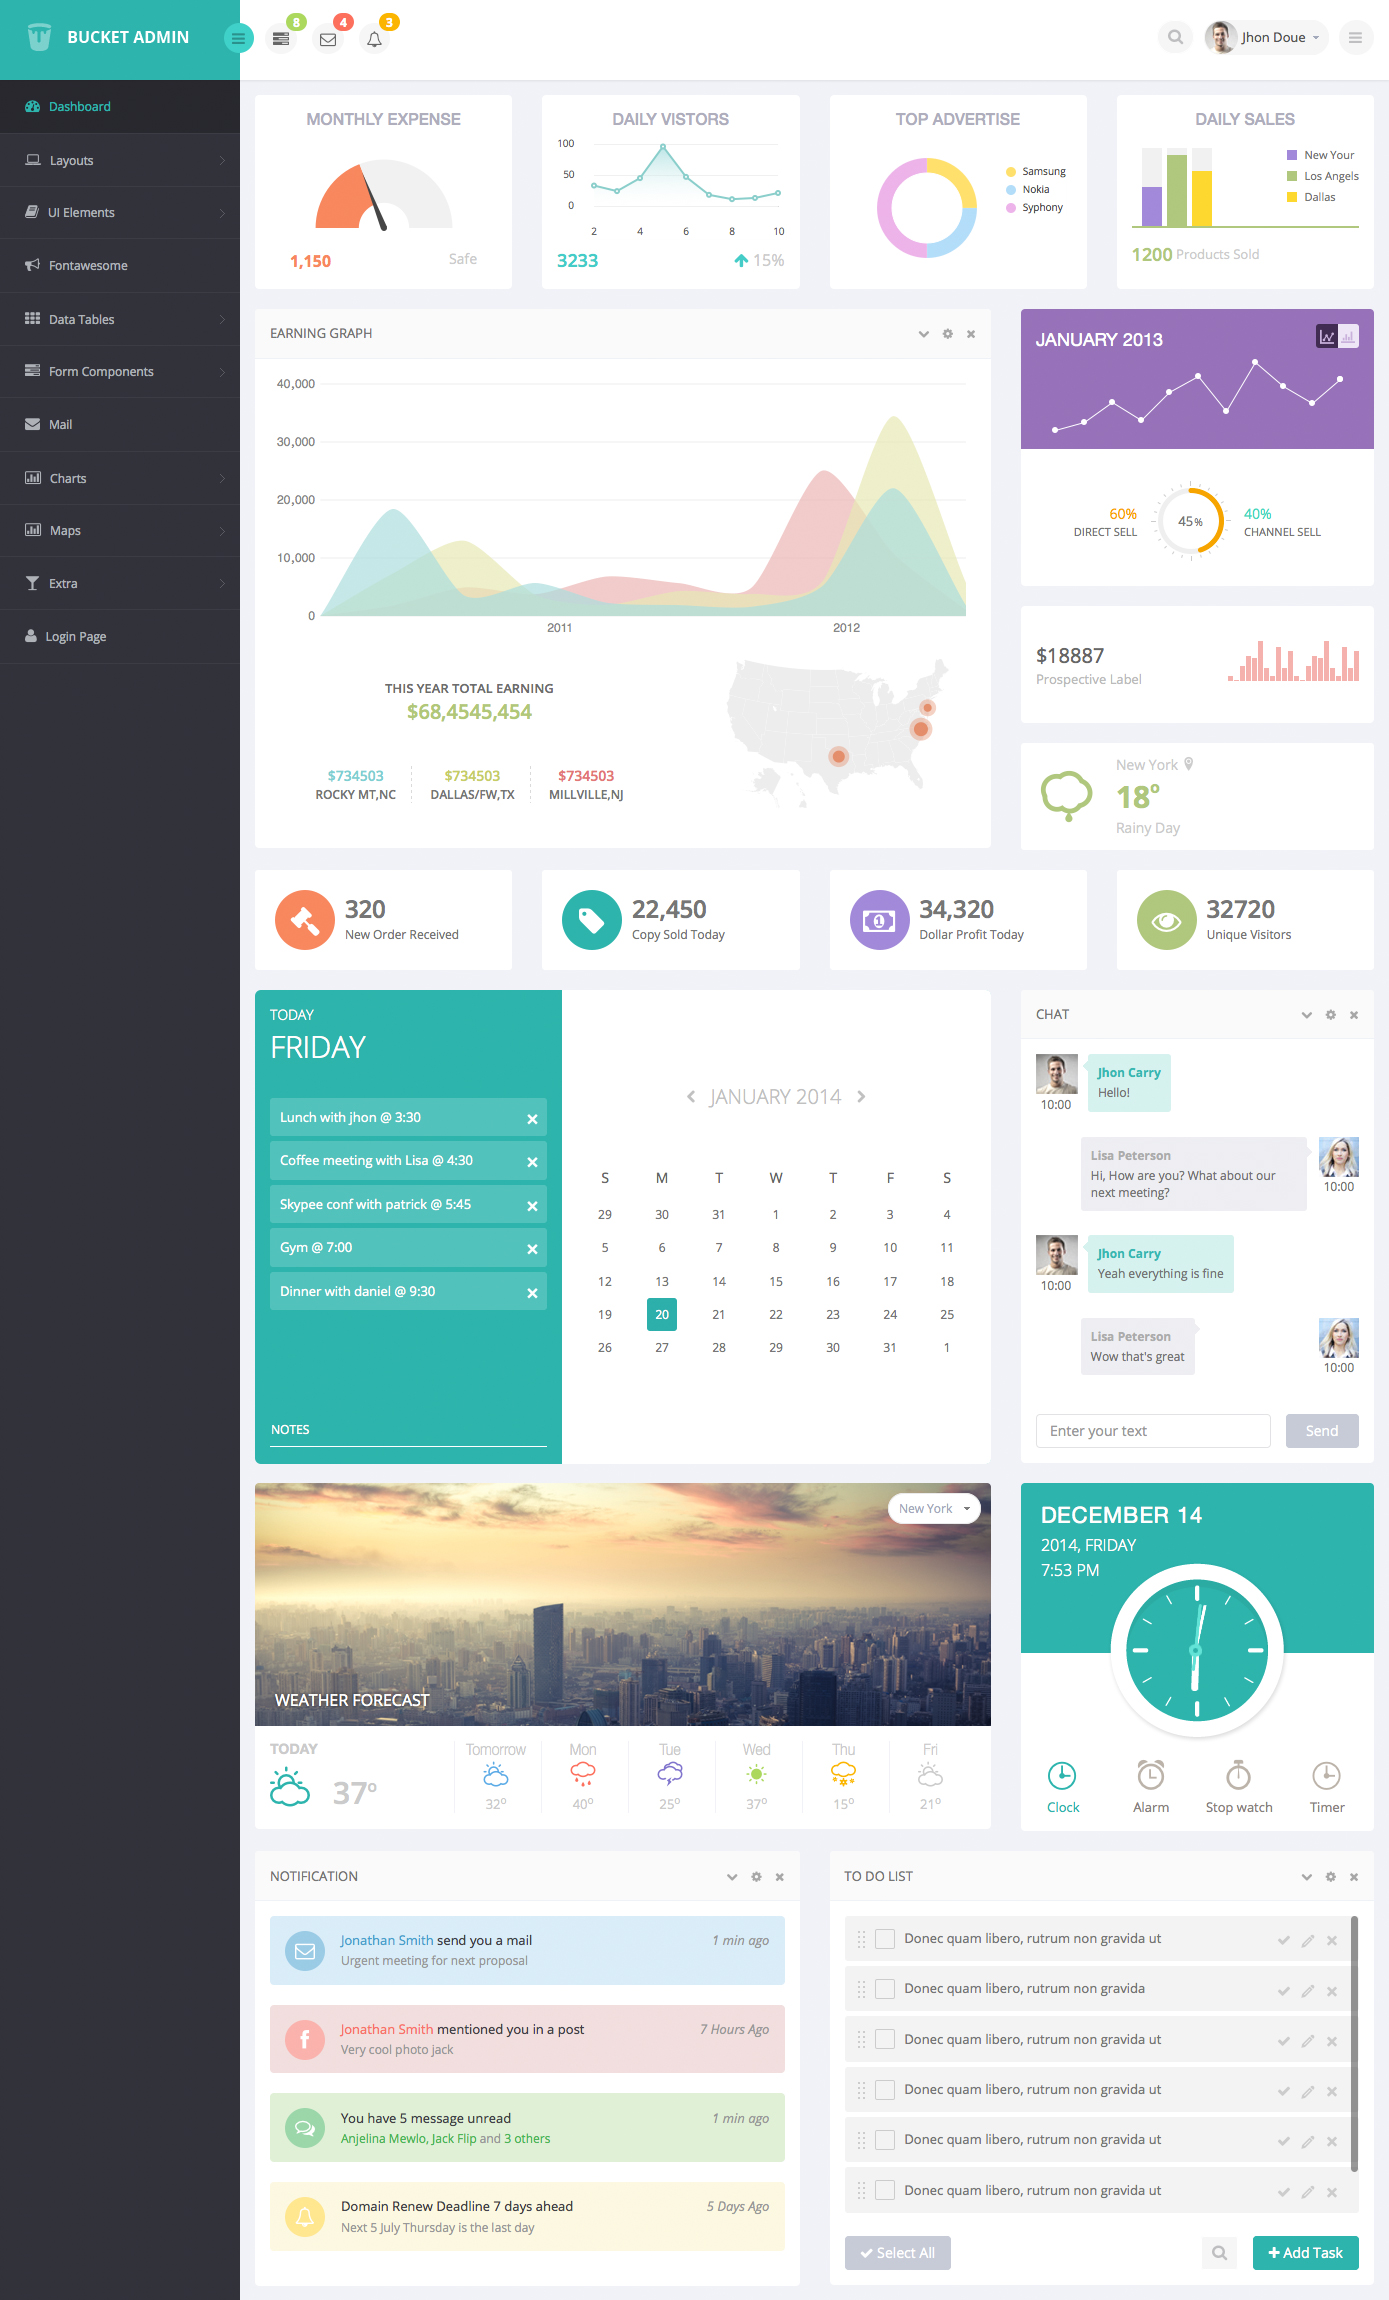 BUCKET ADMIN
8
4
3
Jhon Doue
Dashboard
Layouts
UI Elements
Fontawesome
Data Tables
Form Components
Mail
Charts
Maps
Extra
Login Page
MONTHLY EXPENSE
1,150
Safe
DAILY VISTORS
100
50
0
2 4 6 8 10
3233
15%
TOP ADVERTISE
Samsung
Nokia
Syphony
DAILY SALES
New Your
Los Angels
Dallas
1200 Products Sold
EARNING GRAPH
40,000
30,000
20,000
10,000
0
2011 2012
THIS YEAR TOTAL EARNING
$68,4545,454
$734503
ROCKY MT,NC
$734503
DALLAS/FW,TX
$734503
MILLVILLE,NJ
JANUARY 2013
60%
DIRECT SELL
45%
40%
CHANNEL SELL
$18887
Prospective Label
New York
18°
Rainy Day
320
New Order Received
22,450
Copy Sold Today
1
34,320
Dollar Profit Today
32720
Unique Visitors
TODAY
FRIDAY
Lunch with jhon @ 3:30
Coffee meeting with Lisa @ 4:30
Skypee conf with patrick @ 5:45
Gym @ 7:00
Dinner with daniel @ 9:30
NOTES
JANUARY 2014
S M T W T F S
29 30 31 1 2 3 4
5 6 7 8 9 10 11
12 13 14 15 16 17 18
19 20 21 22 23 24 25
26 27 28 29 30 31 1
CHAT
Jhon Carry
Hello!
10:00
Lisa Peterson
Hi, How are you? What about our
next meeting?
10:00
Jhon Carry
Yeah everything is fine
10:00
Lisa Peterson
Wow that's great
10:00
Enter your text
Send
New York
WEATHER FORECAST
TODAY
37°
Tomorrow
32°
Mon
40°
Tue
25°
Wed
37°
Thu
15°
Fri
21°
DECEMBER 14
2014, FRIDAY
7:53 PM
Clock
Alarm
Stop watch
Timer
NOTIFICATION
Jonathan Smith send you a mail
1 min ago
Urgent meeting for next proposal
Jonathan Smith mentioned you in a post
7 Hours Ago
Very cool photo jack
You have 5 message unread
1 min ago
Anjelina Mewlo, Jack Flip and 3 others
Domain Renew Deadline 7 days ahead
5 Days Ago
Next 5 July Thursday is the last day
TO DO LIST
Donec quam libero, rutrum non gravida ut
Donec quam libero, rutrum non gravida
Donec quam libero, rutrum non gravida ut
Donec quam libero, rutrum non gravida ut
Donec quam libero, rutrum non gravida ut
Donec quam libero, rutrum non gravida ut
Select All
Add Task